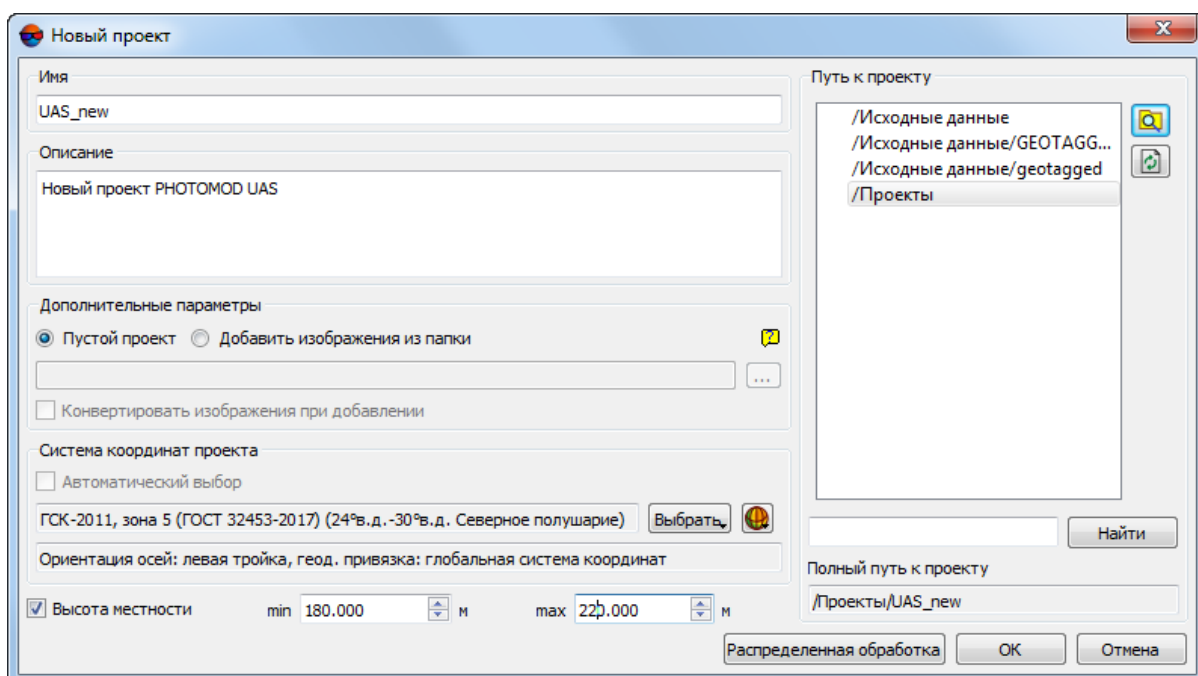 Новый проект
Имя
UAS_new
Описание
Новый проект PHOTOMOD UAS
Дополнительные параметры
Пустой проект Добавить изображения из папки
...
Конвертировать изображения при добавлении
Система координат проекта
Автоматический выбор
ГСК-2011, зона 5 (ГОСТ 32453-2017) (24°в.д.-30°в.д. Северное полушарие) Выбрать
Ориентация осей: левая тройка, геод. привязка: глобальная система координат
Высота местности min 180.000 м max 220.000 м
Путь к проекту
/Исходные данные
/Исходные данные/GEOTAGG...
/Исходные данные/geotagged
/Проекты
Найти
Полный путь к проекту
/Проекты/UAS_new
Распределенная обработка OK Отмена